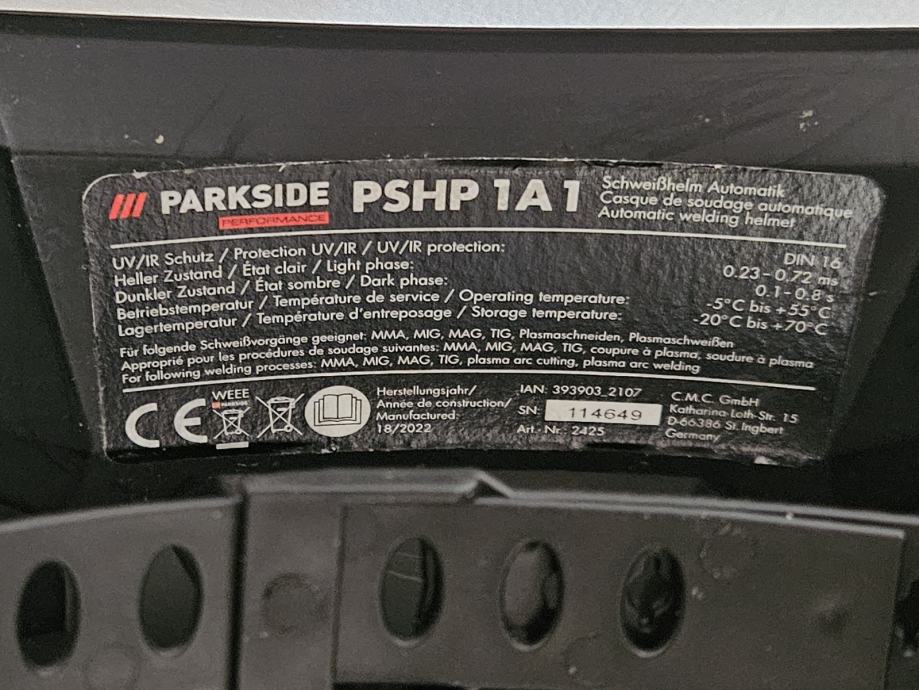 PARKSIDE
PERFORMANCE
PSHP 1A1
Schweißhelm Automatik
Casque de soudage automatique
Automatic welding helmet
UV/IR Schutz / Protection UV/IR / UV/IR protection: DIN 16
Heller Zustand / État clair / Light phase: 0.23 - 0.72 ms
Dunkler Zustand / État sombre / Dark phase: 0.1 - 0.8 s
Betriebstemperatur / Température de service / Operating temperature: -5°C bis +55°C
Lagertemperatur / Température d'entreposage / Storage temperature: -20°C bis +70°C
Für folgende Schweißvorgänge geeignet: MMA, MIG, MAG, TIG, Plasmaschneiden, Plasmaschweißen
Approprié pour les procédures de soudage suivantes: MMA, MIG, MAG, TIG, coupure à plasma, soudure à plasma
For following welding processes: MMA, MIG, MAG, TIG, plasma arc cutting, plasma arc welding
CE
WEEE
PARKSIDE
Herstellungsjahr/
Année de construction/
Manufactured:
18/2022
IAN: 393903_2107
SN: 114649
Art.-Nr.: 2425
C.M.C. GmbH
Katharina-Loth-Str. 15
D-66386 St. Ingbert
Germany